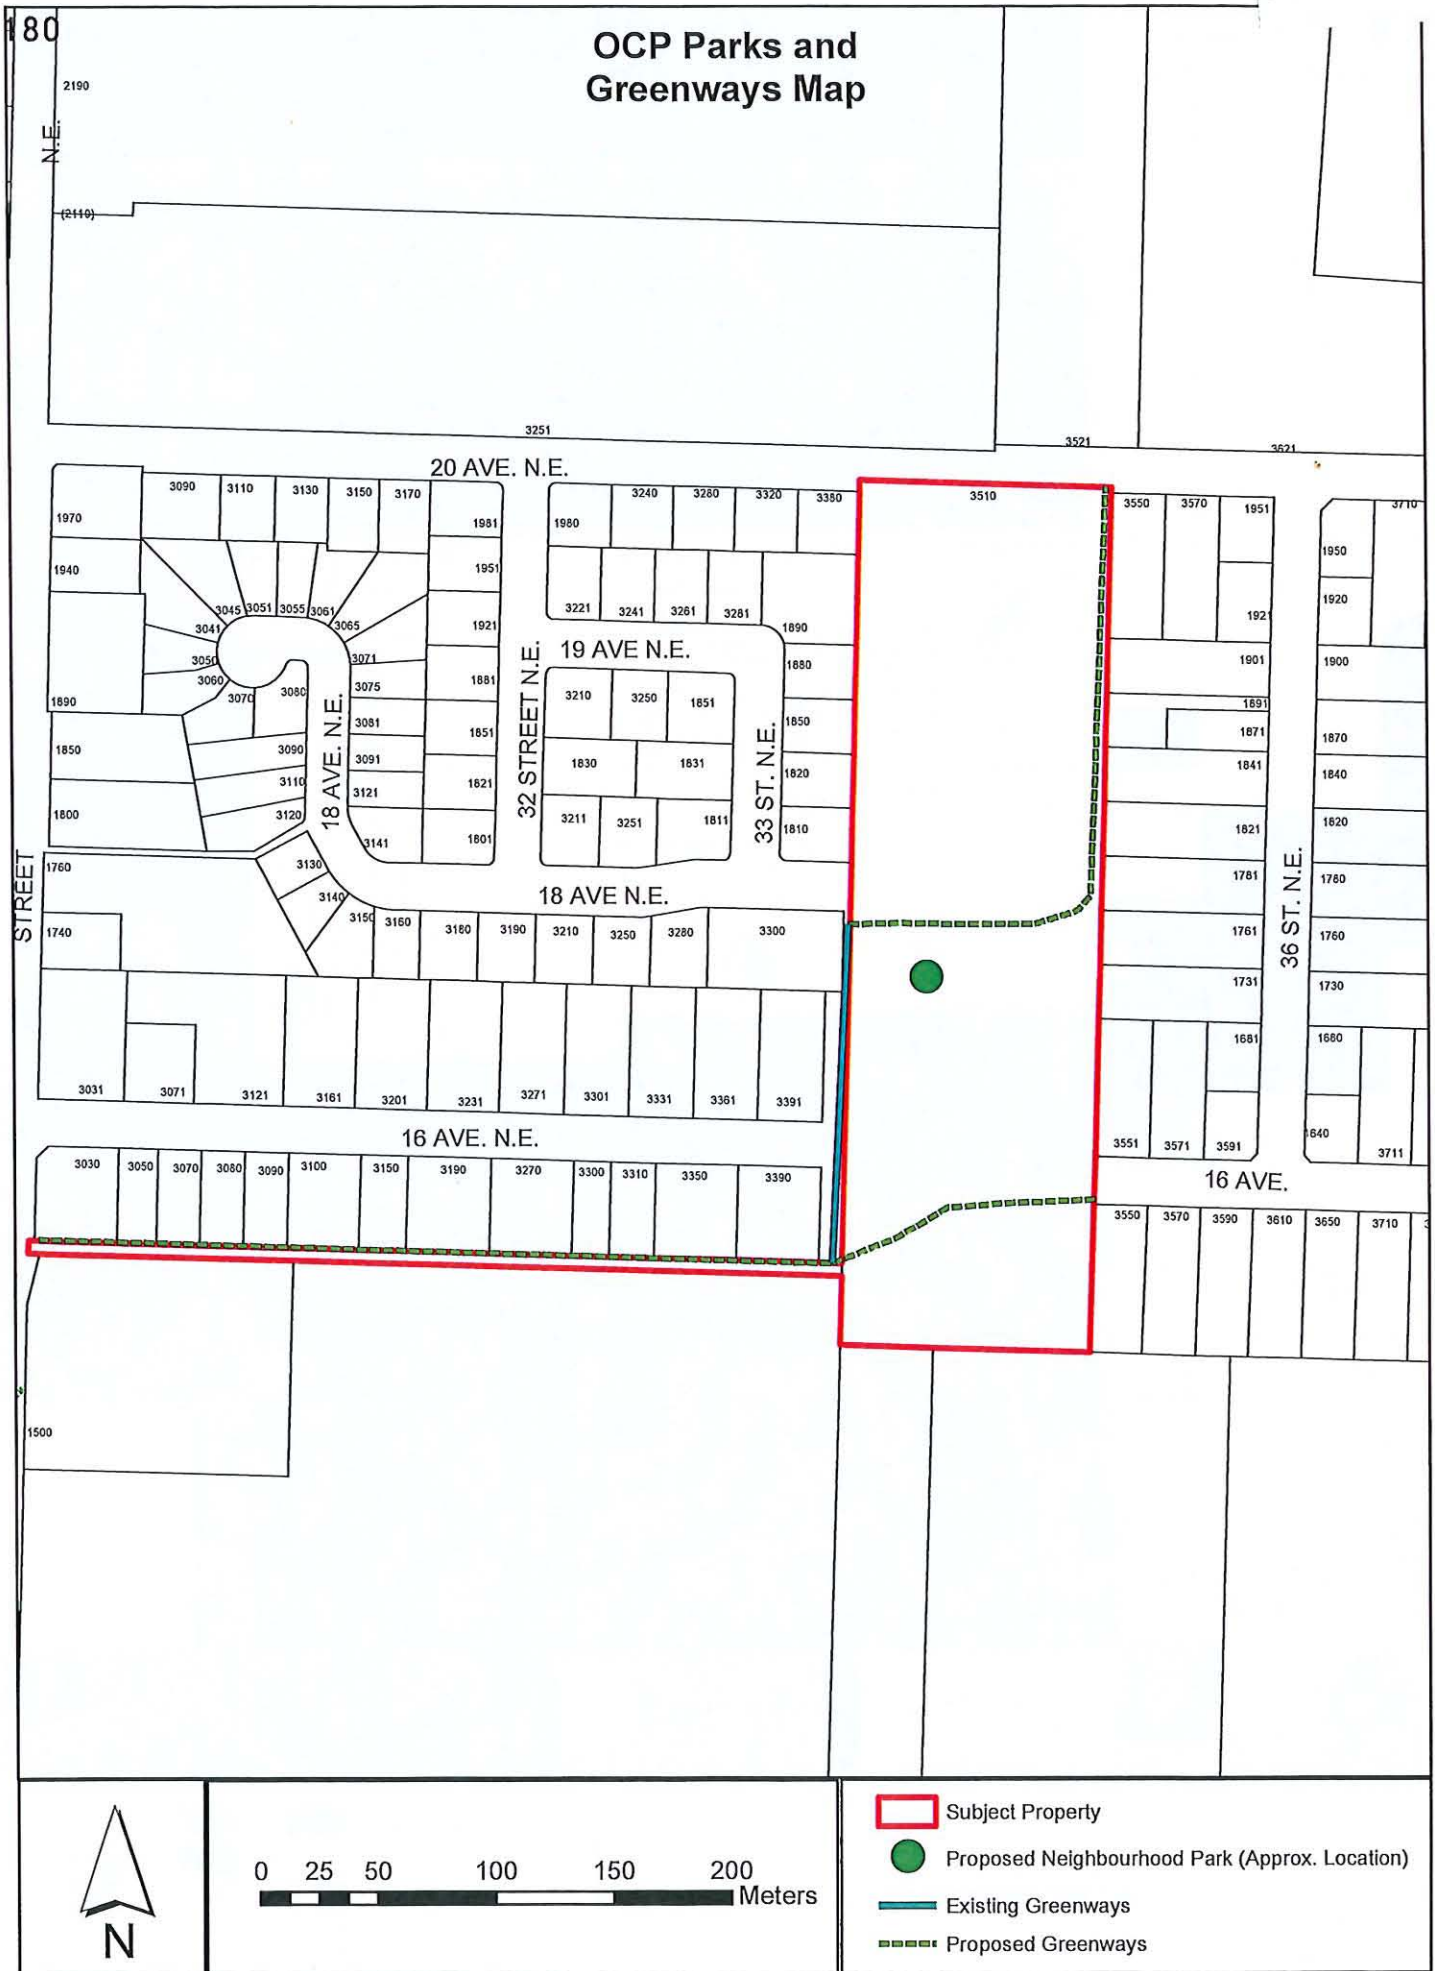 180
OCP Parks and
Greenways Map
2190
N.E.
(2110)
3251
3521
3621
20 AVE. N.E.
3090 3110 3130 3150 3170
3240 3280 3320 3380
3510
3550 3570 1951
3710
1970
1981
1980
1950
1940
1951
1920
3045 3051 3055 3061
3221 3241 3261 3281
1921
3041
3065
1921
1890
19 AVE N.E.
3050
3071
1880
1901
1900
3060
3070
3080
3075
1881
3210 3250 1851
1890
1891
3081
1850
1871
1870
1850
3090
3091
1851
1830 1831
1841
1840
3110
3121
1821
1820
18 AVE. N.E.
32 STREET N.E.
33 ST. N.E.
1800
3120
3141
1801
3211 3251 1811
1810
1821
1820
1760
3130
3140
1781
1780
18 AVE N.E.
36 ST. N.E.
STREET
1740
3150 3160 3180 3190 3210 3250 3280 3300
1761
1760
1731
1730
1681
1680
3031 3071 3121 3161 3201 3231 3271 3301 3331 3361 3391
16 AVE. N.E.
3551 3571 3591
1640
3711
3030 3050 3070 3080 3090 3100 3150 3190 3270 3300 3310 3350 3390
16 AVE.
3550 3570 3590 3610 3650 3710 3
1500
N
0 25 50 100 150 200
Meters
Subject Property
Proposed Neighbourhood Park (Approx. Location)
Existing Greenways
Proposed Greenways